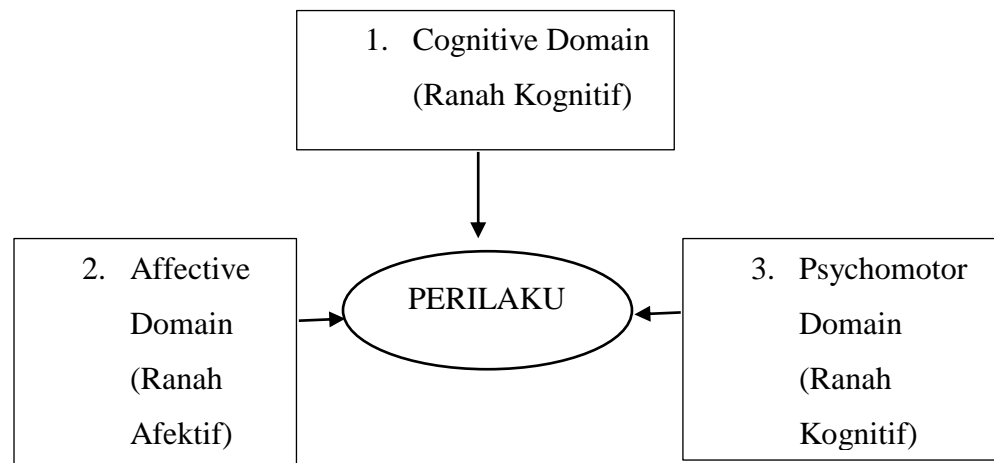 1. Cognitive Domain
(Ranah Kognitif)
2. Affective
Domain
(Ranah
Afektif)
PERILAKU
3. Psychomotor
Domain
(Ranah
Kognitif)